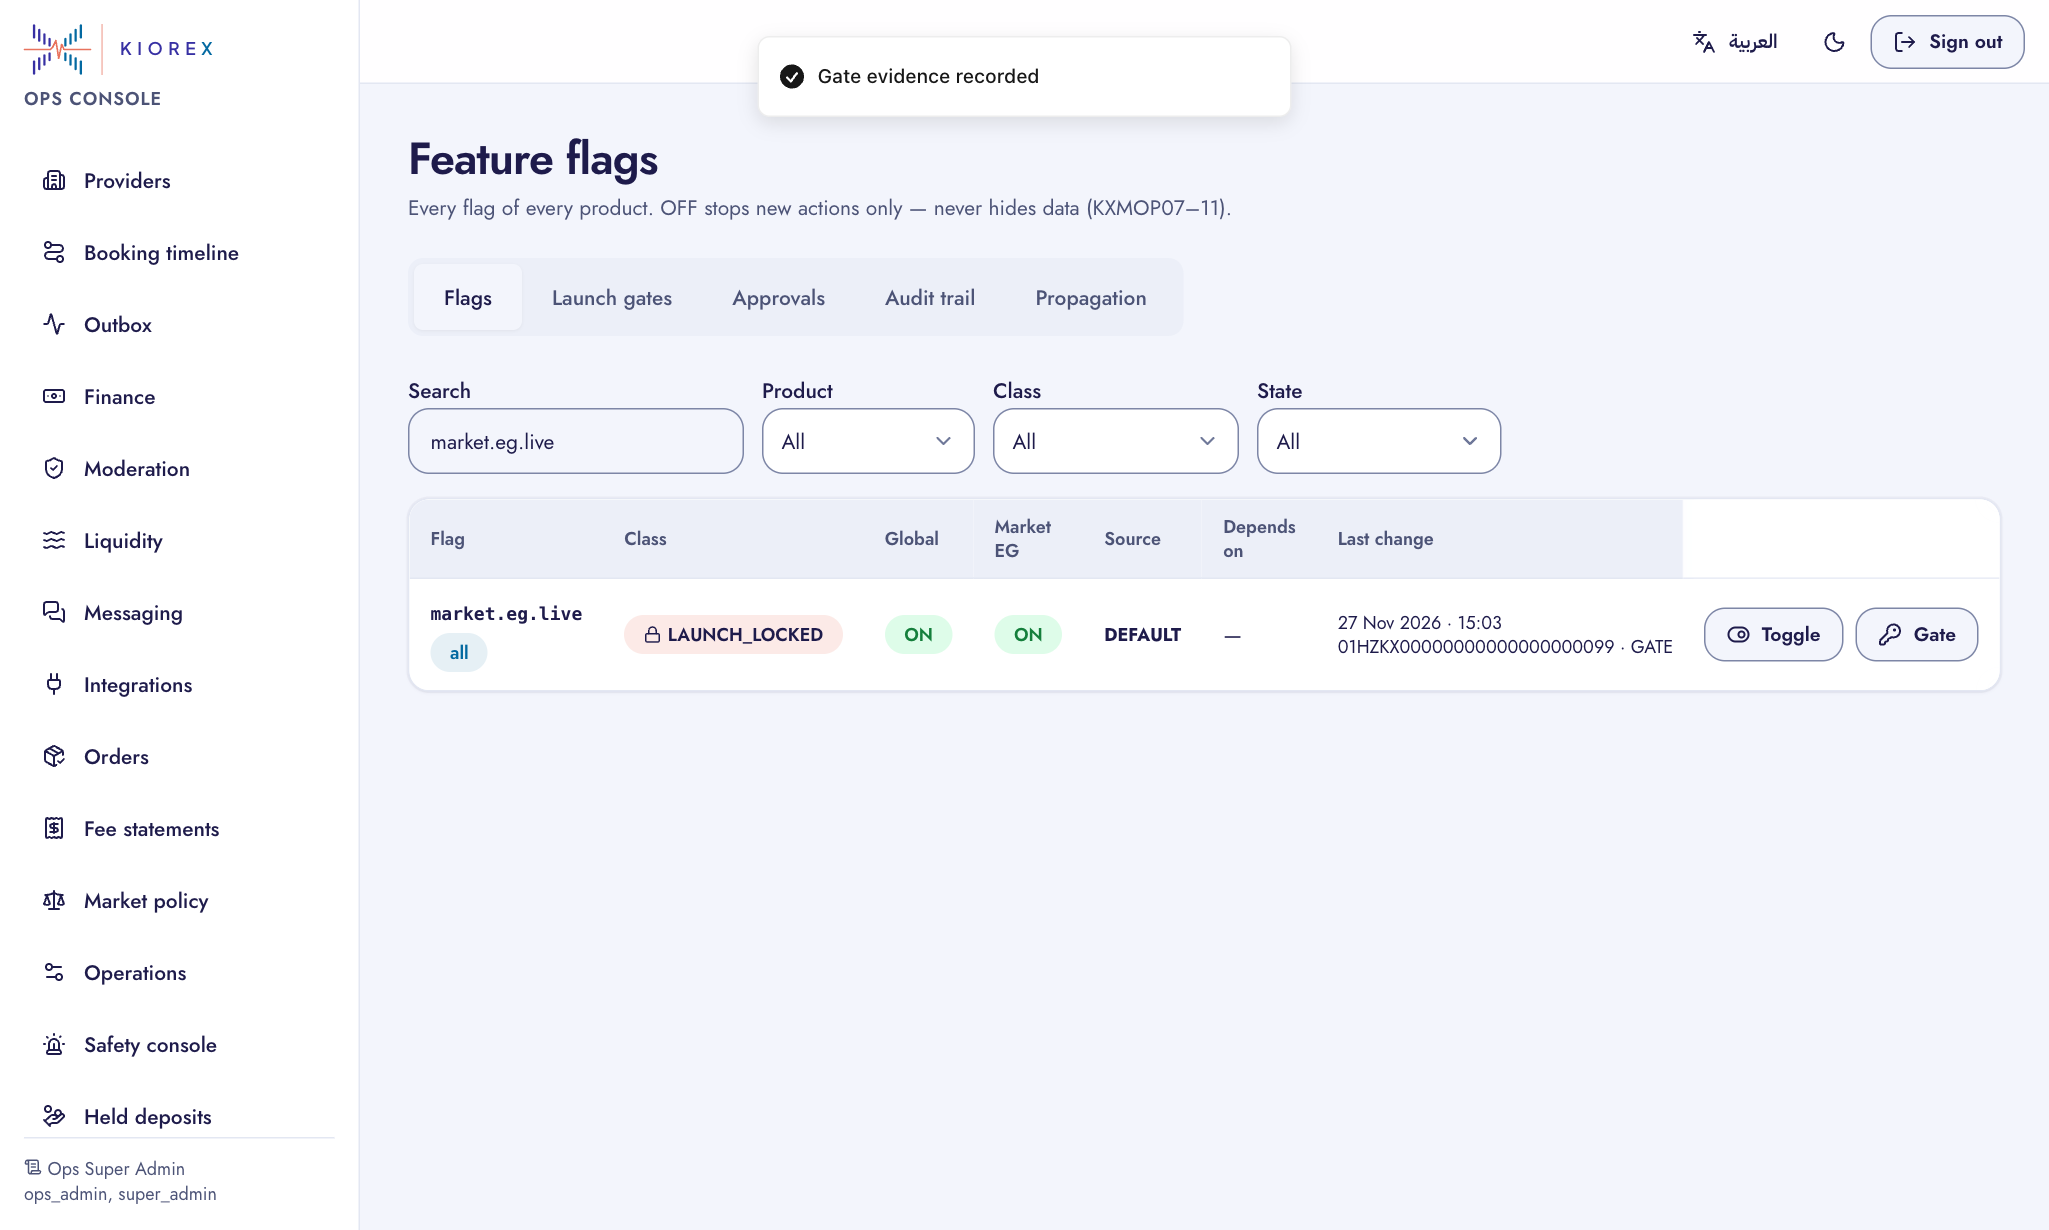 KIOREX
OPS CONSOLE
Providers
Booking timeline
Outbox
Finance
Moderation
Liquidity
Messaging
Integrations
Orders
Fee statements
Market policy
Operations
Safety console
Held deposits
Ops Super Admin
ops_admin, super_admin
العربية
Sign out
Gate evidence recorded
Feature flags
Every flag of every product. OFF stops new actions only — never hides data (KXMOP07–11).
Flags
Launch gates
Approvals
Audit trail
Propagation
Search
Product
Class
State
market.eg.live
All
All
All
Flag
Class
Global
Market EG
Source
Depends on
Last change
market.eg.live
all
LAUNCH_LOCKED
ON
ON
DEFAULT
—
27 Nov 2026 · 15:03
01HZKX00000000000000000099 · GATE
Toggle
Gate